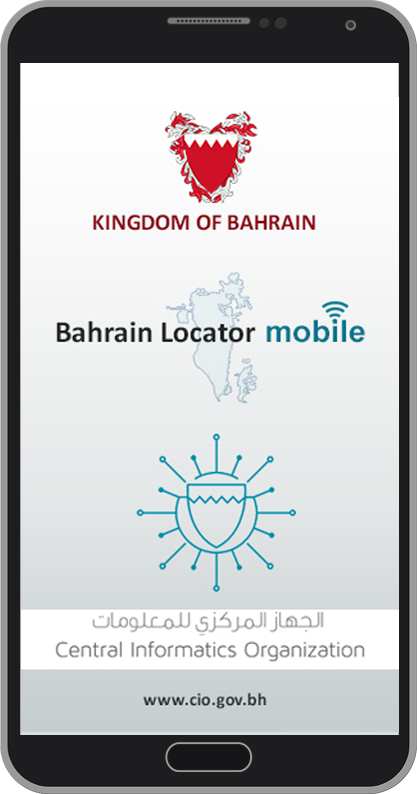 KINGDOM OF BAHRAIN
Bahrain Locator mobile
الجهاز المركزي للمعلومات
Central Informatics Organization
www.cio.gov.bh